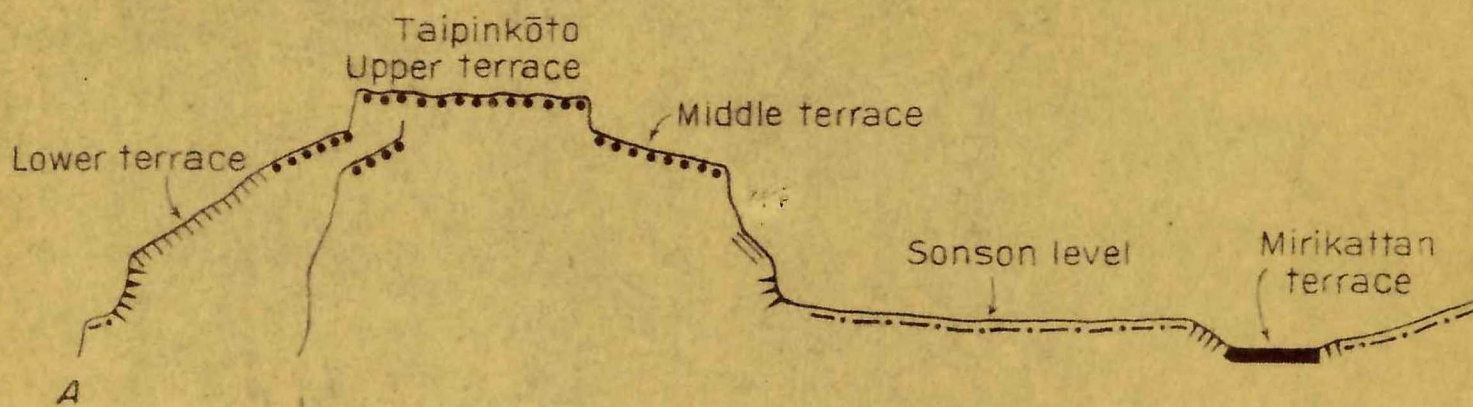 Taipinkōto
Upper terrace
Middle terrace
Lower terrace
Sonson level
Mirikattan
terrace
A